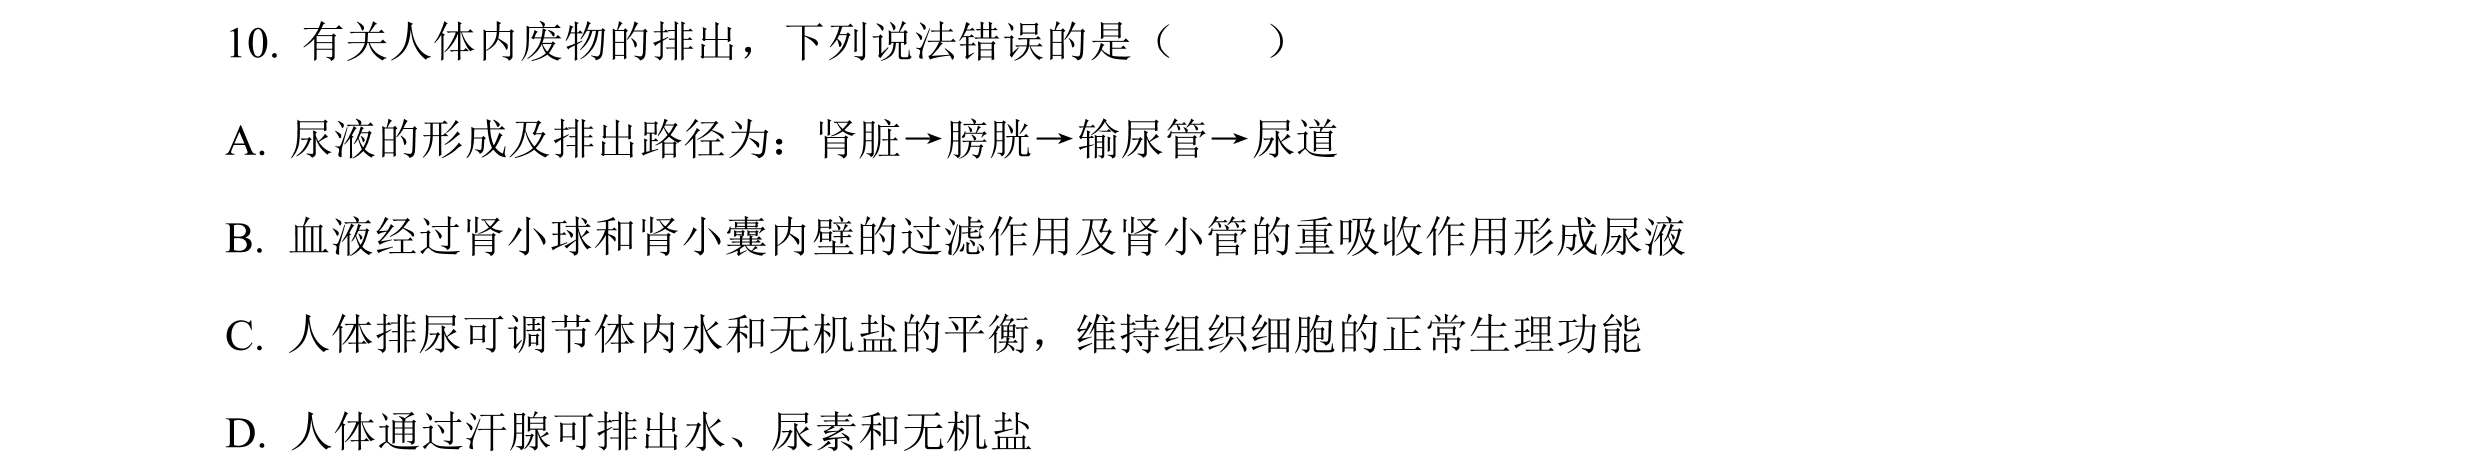 10. 有关人体内废物的排出，下列说法错误的是（　　）
A. 尿液的形成及排出路径为：肾脏→膀胱→输尿管→尿道
B. 血液经过肾小球和肾小囊内壁的过滤作用及肾小管的重吸收作用形成尿液
C. 人体排尿可调节体内水和无机盐的平衡，维持组织细胞的正常生理功能
D. 人体通过汗腺可排出水、尿素和无机盐